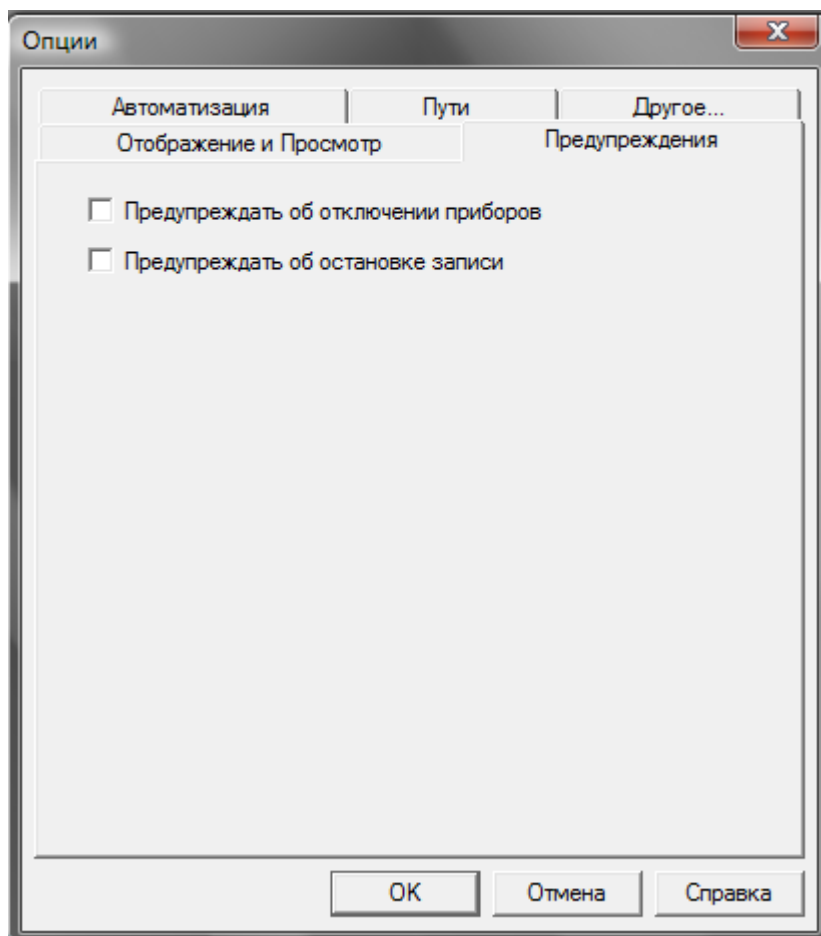 Опции
Автоматизация Пути Другое...
Отображение и Просмотр Предупреждения
Предупреждать об отключении приборов
Предупреждать об остановке записи
OK Отмена Справка